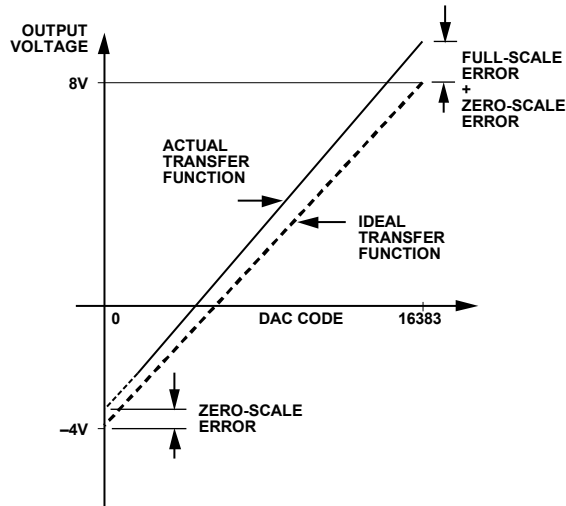 OUTPUT
VOLTAGE
8V
FULL-SCALE
ERROR
+
ZERO-SCALE
ERROR
ACTUAL
TRANSFER
FUNCTION
IDEAL
TRANSFER
FUNCTION
0
DAC CODE
16383
ZERO-SCALE
ERROR
–4V